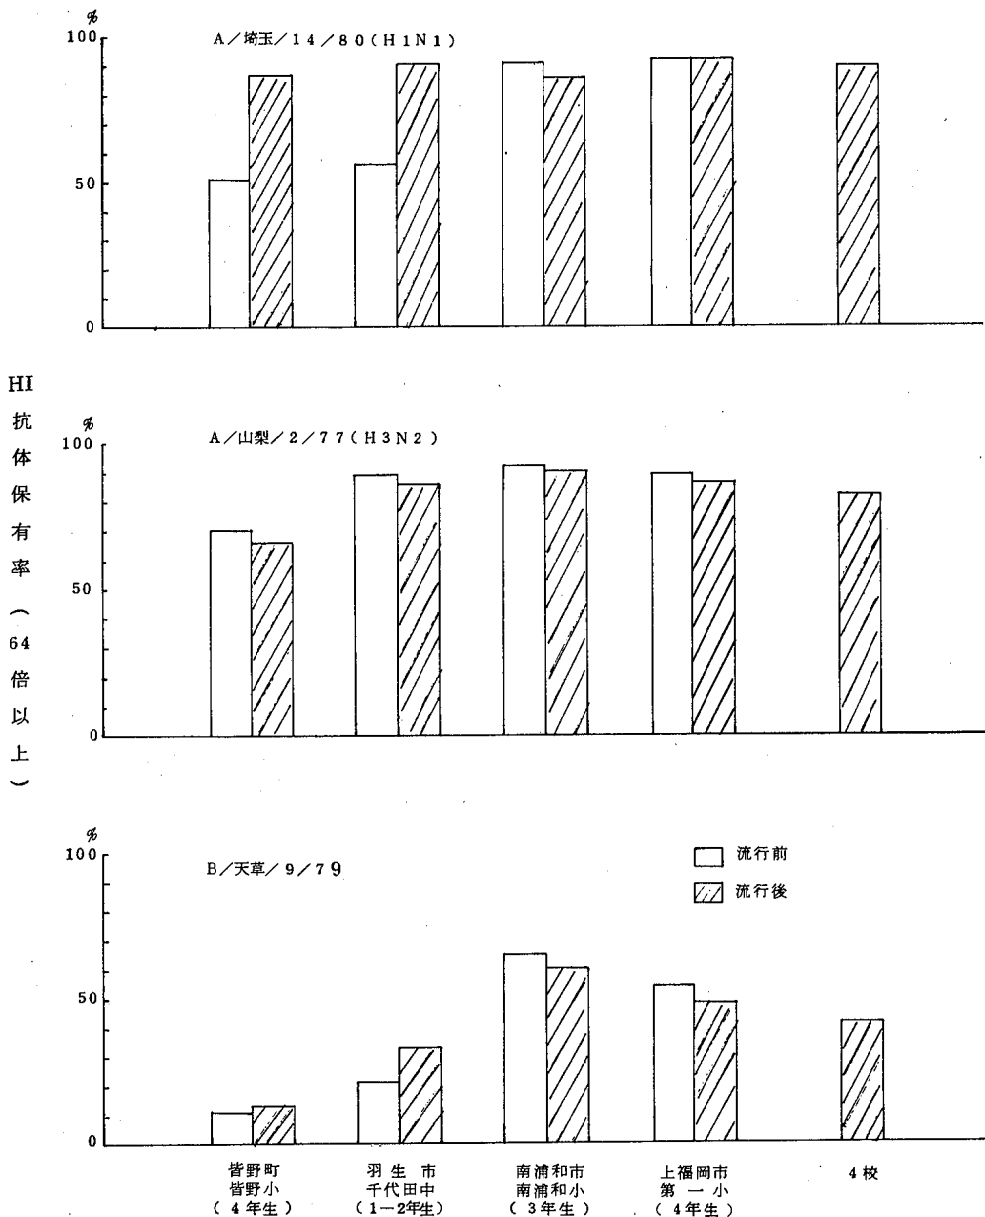 %
A/埼玉/14/80(H1N1)
100
50
0
HI抗体保有率(64倍以上)
%
A/山梨/2/77(H3N2)
100
50
0
%
B/天草/9/79
100
50
0
流行前
流行後
皆野町
皆野小
(4年生)
羽生市
千代田中
(1-2年生)
南浦和市
南浦和小
(3年生)
上福岡市
第一小
(4年生)
4校